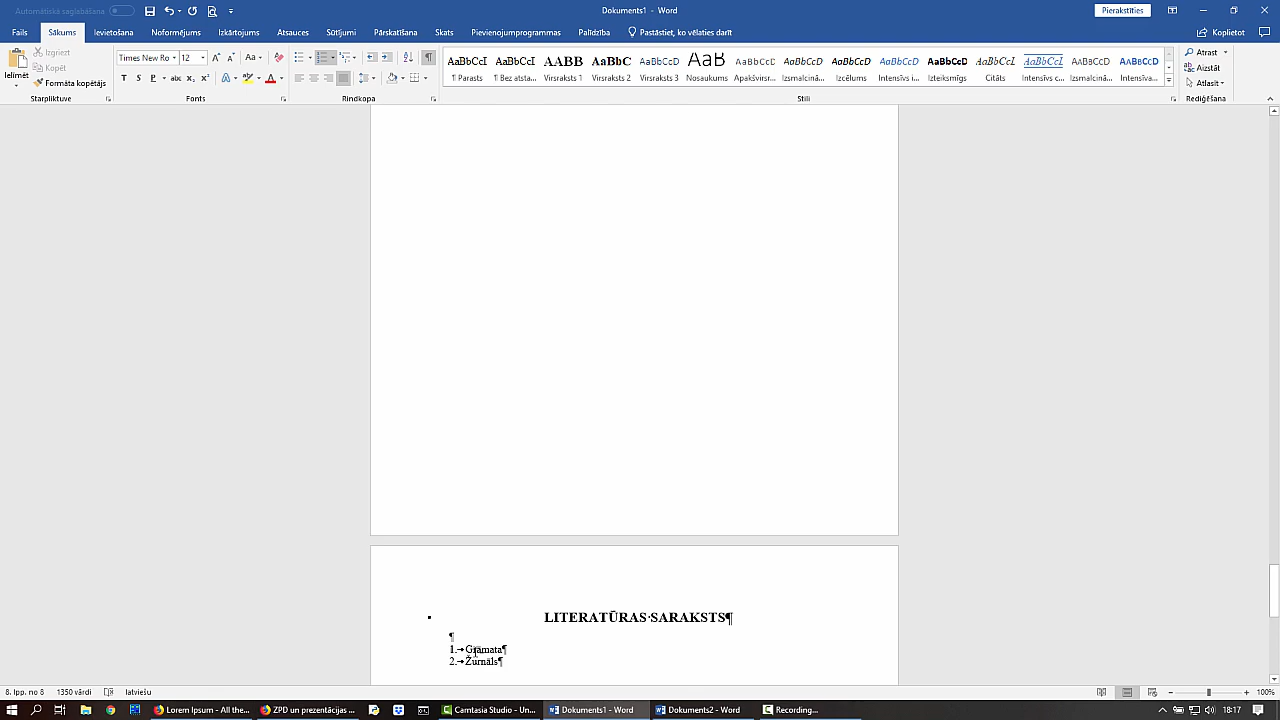 Automātiskā saglabāšana
Dokuments1 - Word
Pierakstīties
Fails Sākums Ievietošana Noformējums Izkārtojums Atsauces Sūtījumi Pārskatīšana Skats Pievienojumprogrammas Palīdzība Pastāstiet, ko vēlaties darīt
Koplietot
Ielīmēt
Izgriezt
Kopēt
Formāta kopētājs
Starpliktuve
Times New Ro 12
Fonts
Rindkopa
AaBbCcI AaBbCcI AABB AaBbC AaBbCcD AaB AaBbCcD AaBbCcD AaBbCcD AaBbCcD AaBbCcD AaBbCcD AaBbCcI AaBbCcD AaBbCcD
¶ Parasts ¶ Bez atsta... Virsraksts 1 Virsraksts 2 Virsraksts 3 Nosaukums Apakšnosa... Izsmalcinā... Izcēlums Intensīvs i... Izteiksmīgs Citāts Intensīvs c... Izsmalcinā... Intensīva...
Stili
Atrast
Aizstāt
Atlasīt
Rediģēšana
LITERATŪRAS·SARAKSTS¶
¶
1.→Grāmata¶
2.→Žurnāls¶
8. lpp. no 8 1350 vārdi latviešu
100%
Lorem Ipsum - All the... ZPD un prezentācijas ... Camtasia Studio - Un... Dokuments1 - Word Dokuments2 - Word Recording...
18:17